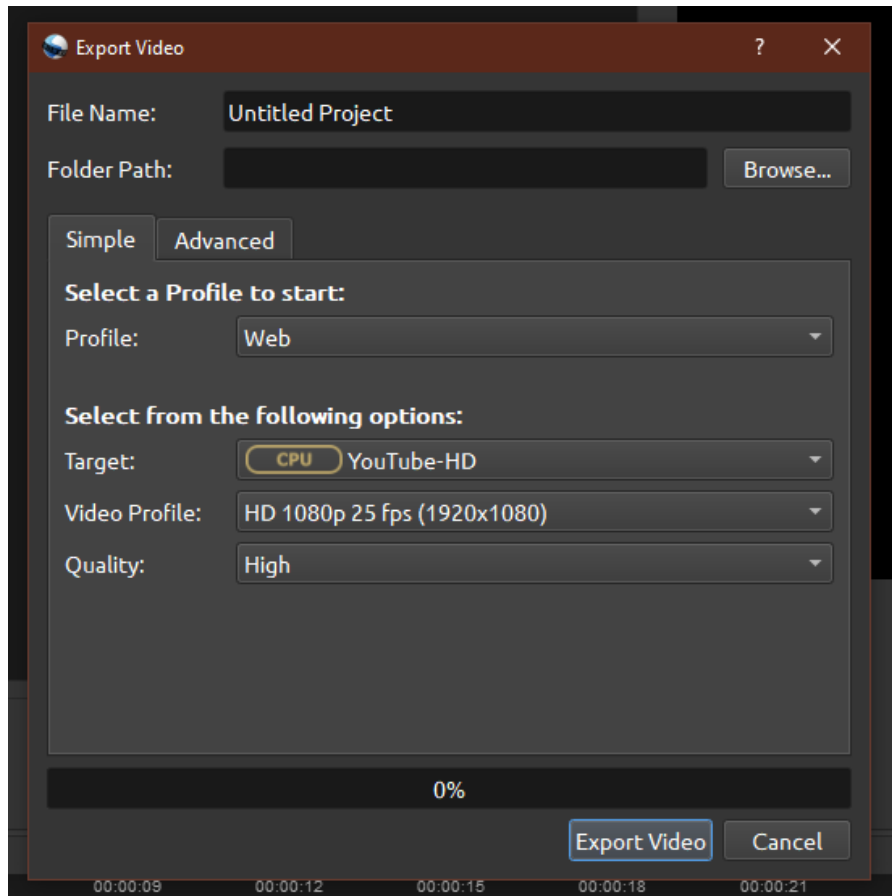 Export Video
?
File Name: Untitled Project
Folder Path: Browse...
Simple Advanced
Select a Profile to start:
Profile: Web
Select from the following options:
Target: CPU YouTube-HD
Video Profile: HD 1080p 25 fps (1920x1080)
Quality: High
0%
Export Video Cancel
00:00:09 00:00:12 00:00:15 00:00:18 00:00:21